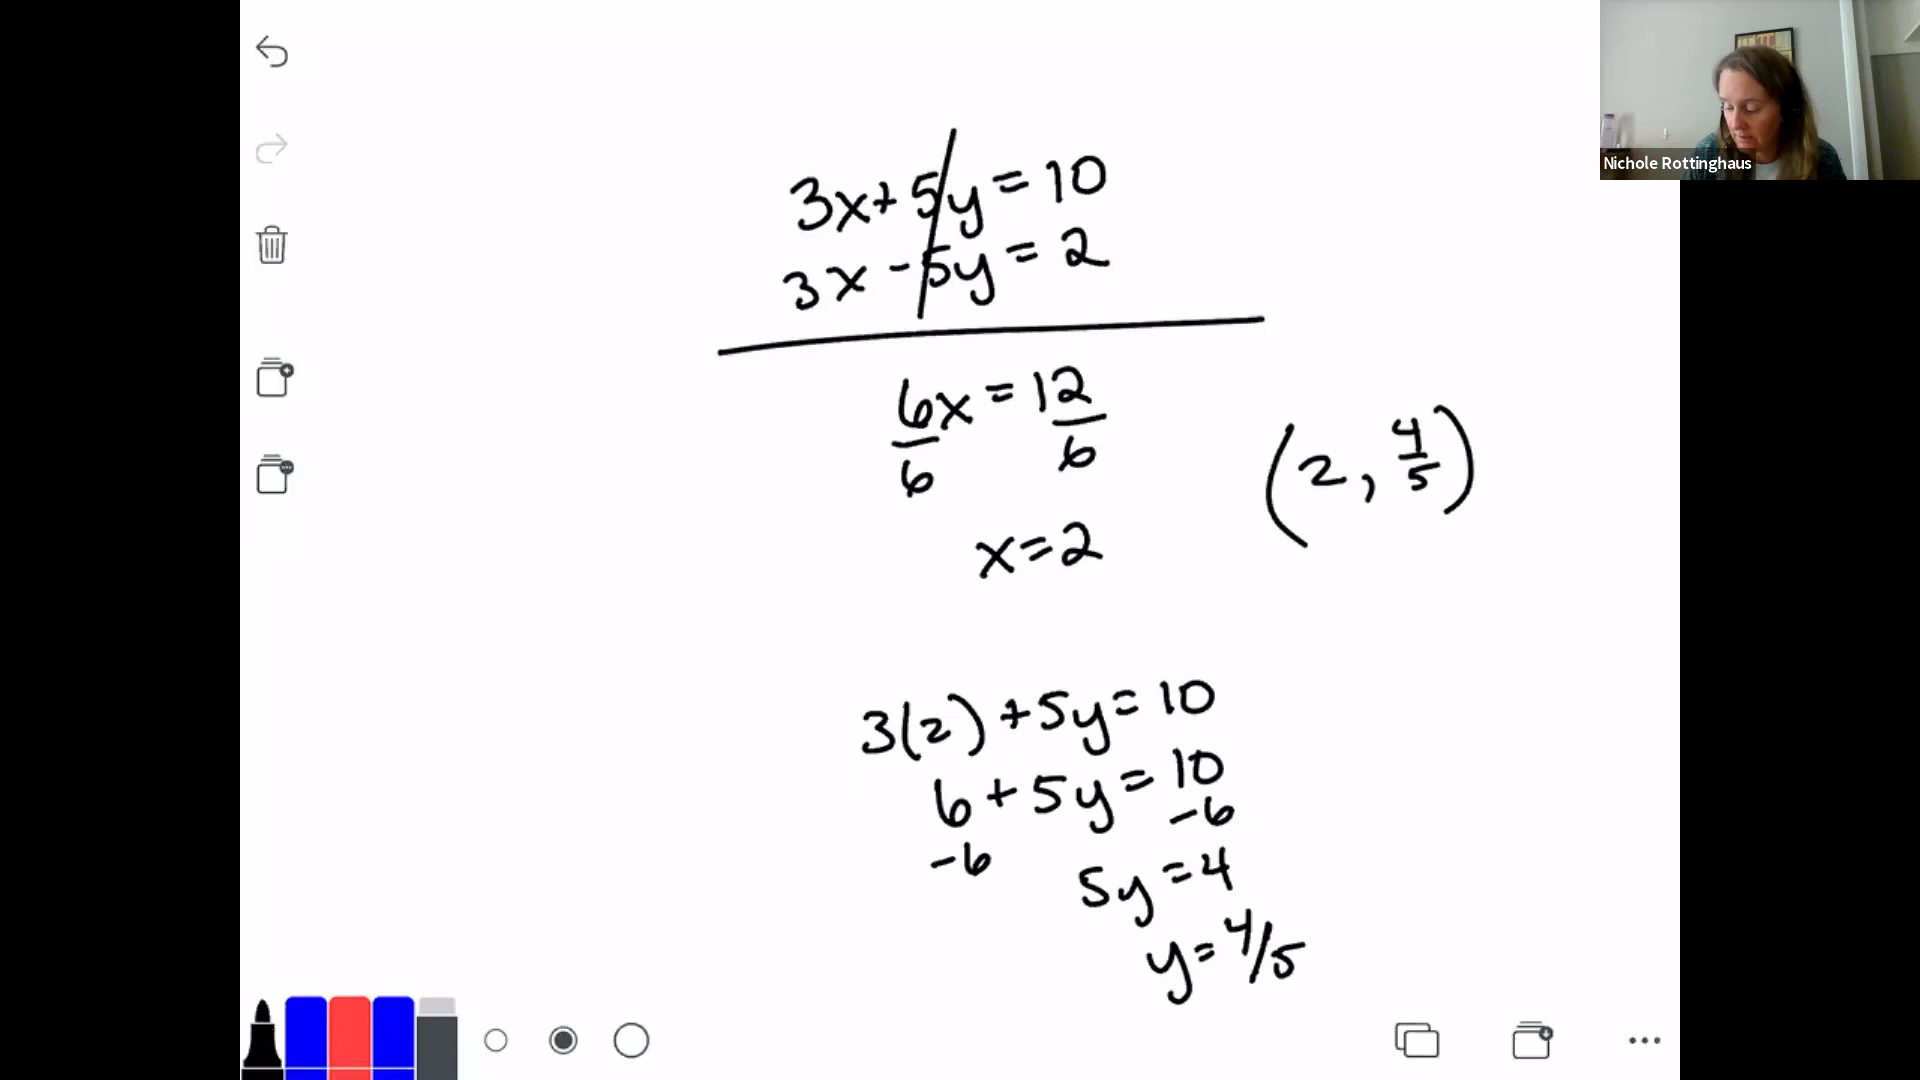 Nichole Rottinghaus
3x+5y=10
3x-5y=2
6x=12
6 6
x=2
(2, 4/5)
3(2)+5y=10
6+5y=10
-6 -6
5y=4
y=4/5